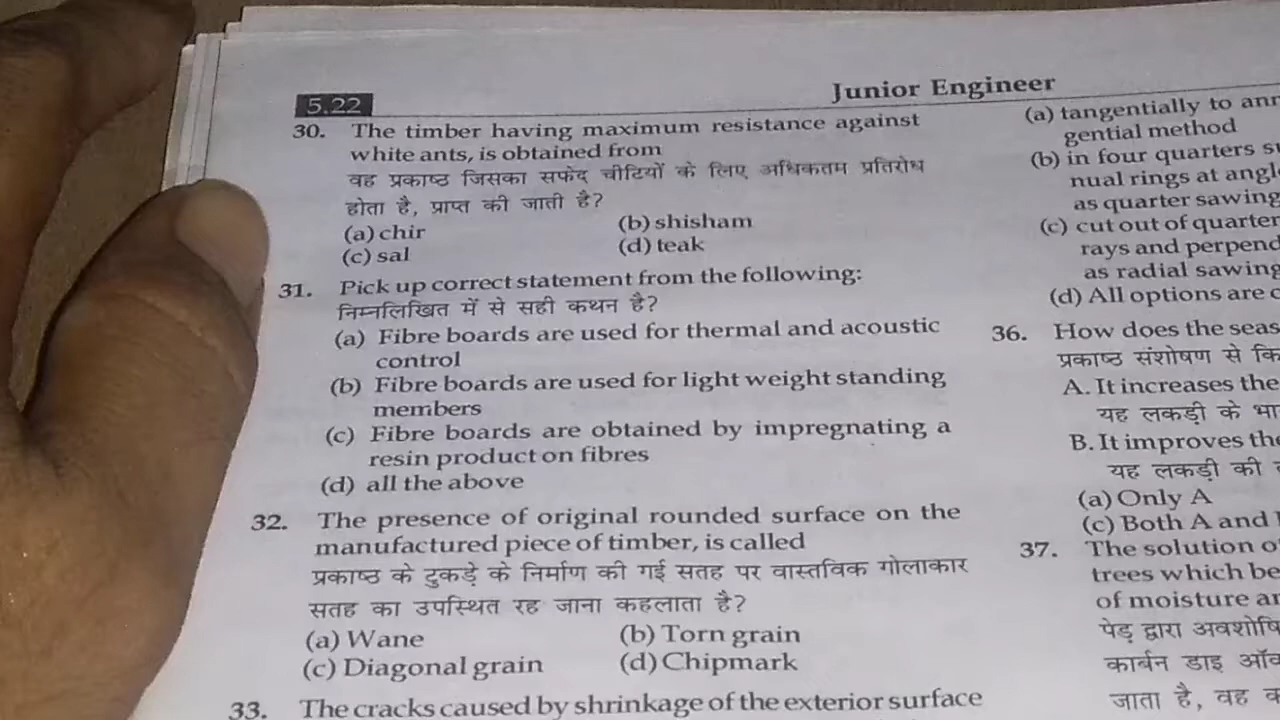 5.22
Junior Engineer
30. The timber having maximum resistance against
white ants, is obtained from
वह प्रकाष्ठ जिसका सफेद चीटियों के लिए अधिकतम प्रतिरोध
होता है, प्राप्त की जाती है?
(a) chir (b) shisham
(c) sal (d) teak
31. Pick up correct statement from the following:
निम्नलिखित में से सही कथन है?
(a) Fibre boards are used for thermal and acoustic
control
(b) Fibre boards are used for light weight standing
members
(c) Fibre boards are obtained by impregnating a
resin product on fibres
(d) all the above
32. The presence of original rounded surface on the
manufactured piece of timber, is called
प्रकाष्ठ के टुकड़े के निर्माण की गई सतह पर वास्तविक गोलाकार
सतह का उपस्थित रह जाना कहलाता है?
(a) Wane (b) Torn grain
(c) Diagonal grain (d) Chipmark
33. The cracks caused by shrinkage of the exterior surface
(a) tangentially to
gential method
(b) in four quarters
nual rings at
as quarter sawing
(c) cut out of quarter
rays and
as radial sawing
(d) All options are
36. How does the
प्रकाष्ठ संशोषण से
A. It increases the
यह लकड़ी के
B. It improves the
यह लकड़ी की
(a) Only A
(c) Both A and
37. The solution
trees which
of moisture
पेड़ द्वारा
कार्बन डाइ
जाता है, वह